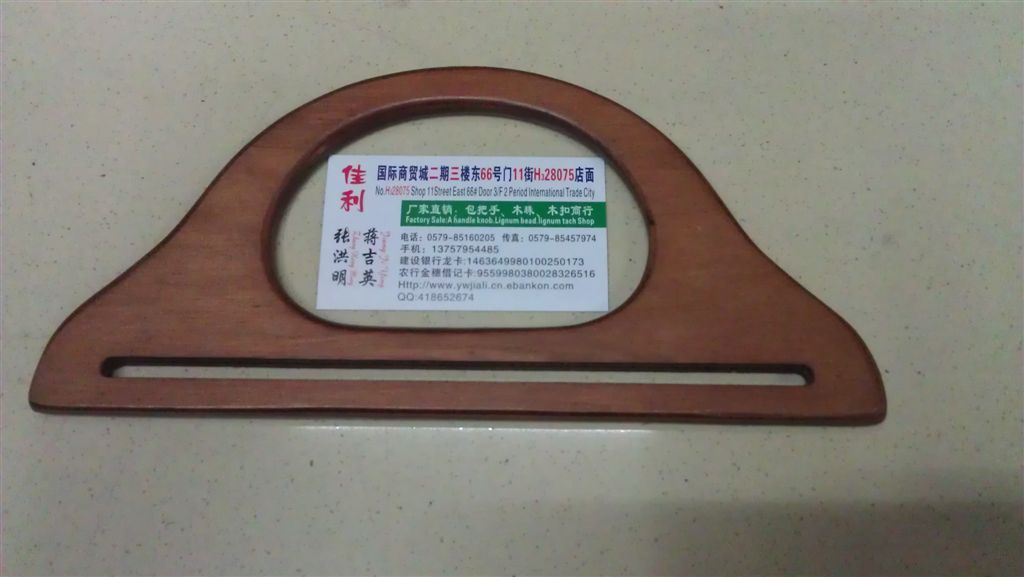 佳利
国际商贸城二期三楼东66号门11街H₃28075店面
No.H₃28075 Shop 11Street East 66# Door 3/F 2 Period International Trade City
厂家直销：包把手、木珠、木扣商行
Factory Sale:A handle knob.Lignum bead.lignum tach Shop
张洪明
蒋吉英
电话：0579-85160205 传真：0579-85457974
手机：13757954485
建设银行龙卡:1463649980100250173
农行金穗借记卡:9559980380028326516
Http://www.ywjiali.cn.ebankon.com
QQ:418652674